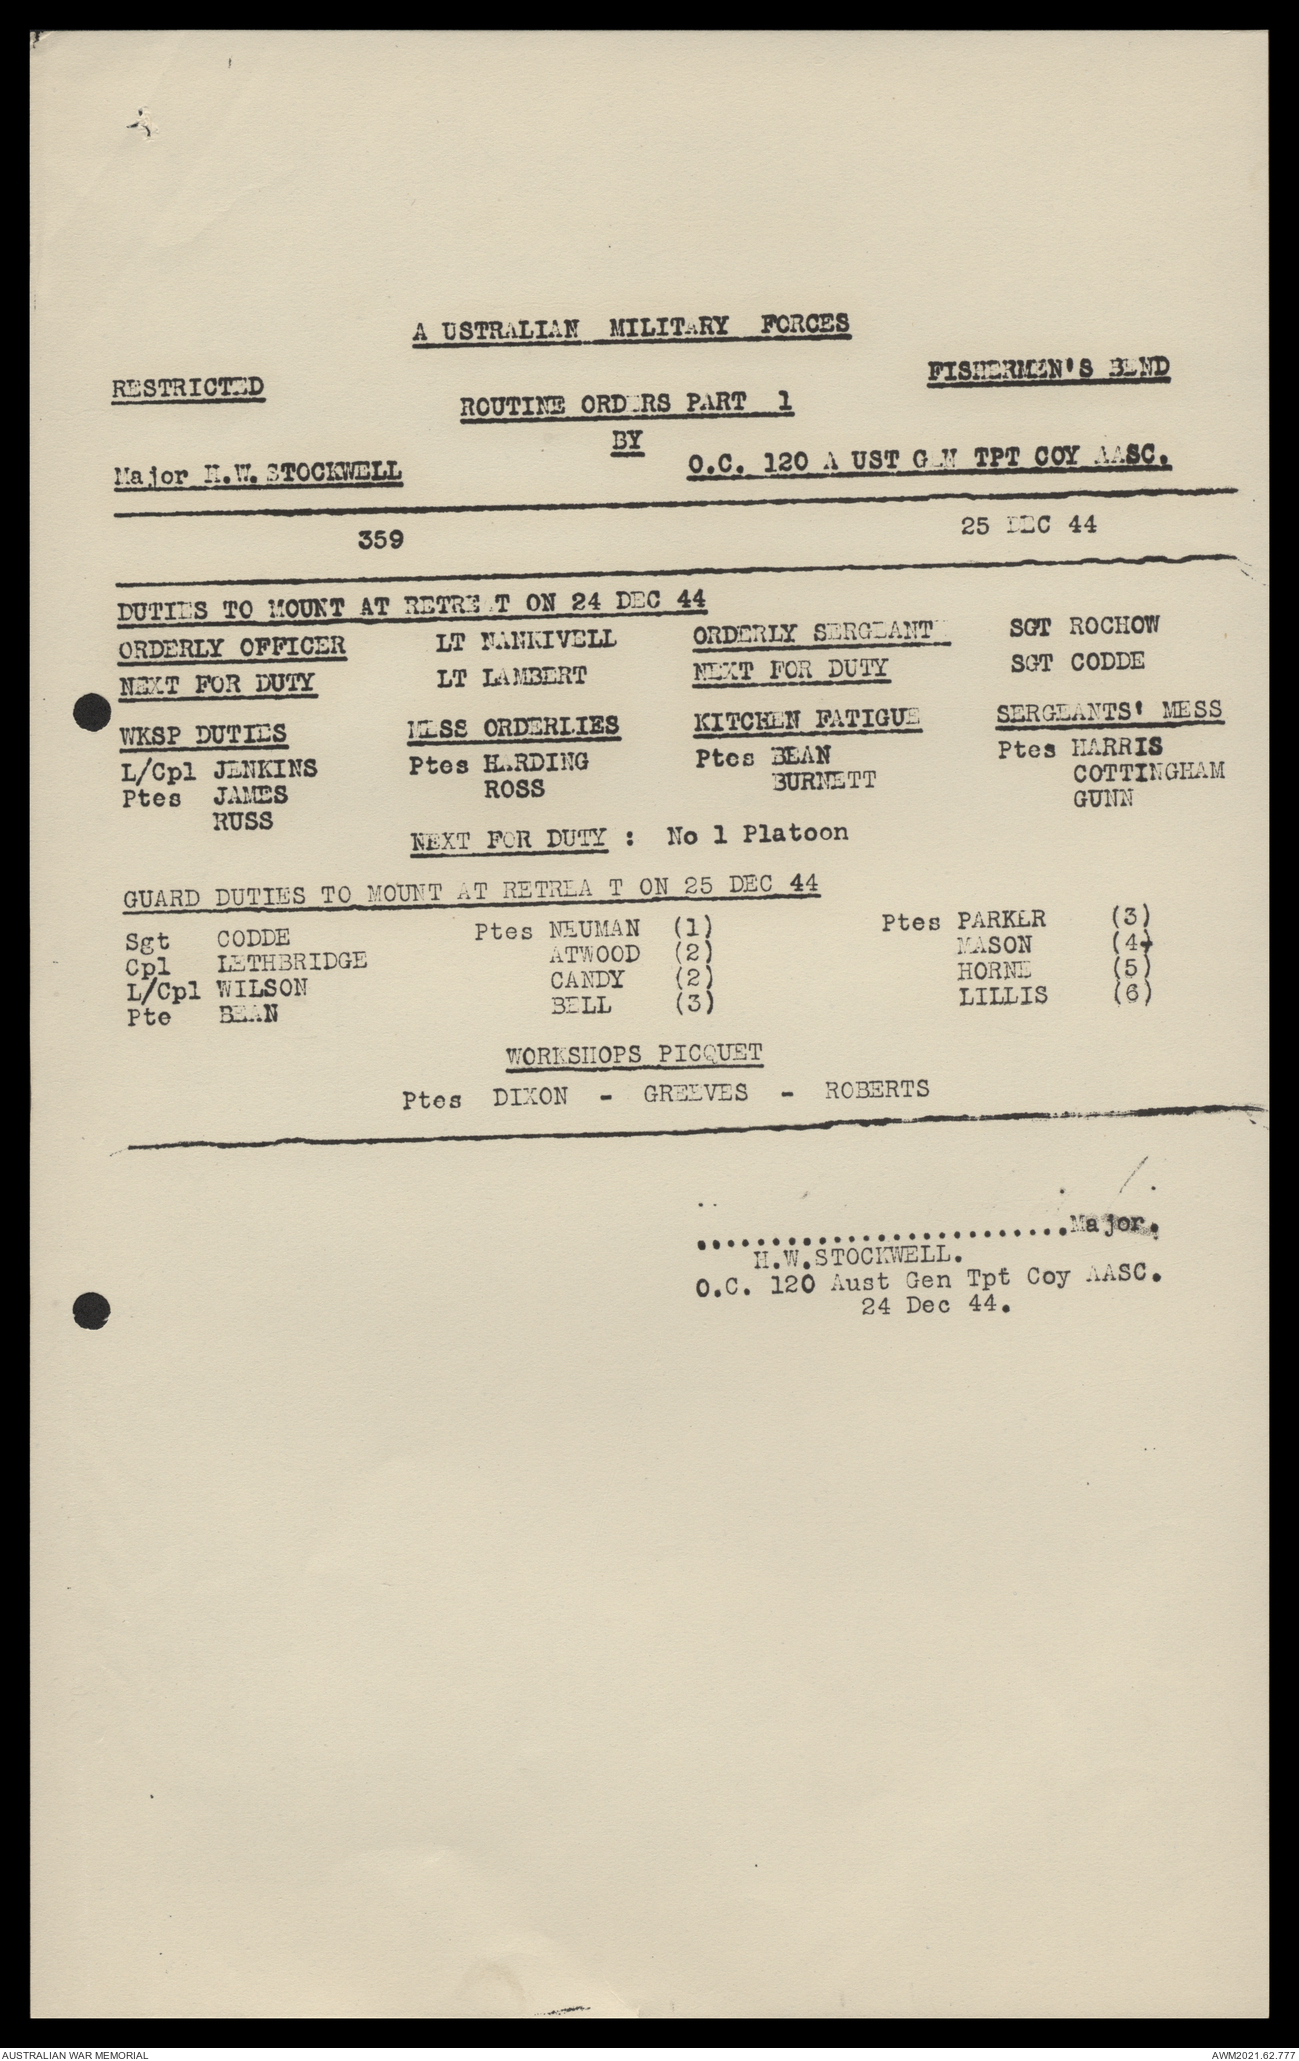 A USTRALIAN MILITARY FORCES
RESTRICTED FISHERMEN'S BEND
ROUTINE ORDERS PART 1
BY
Major H.W. STOCKWELL O.C. 120 A UST GEN TPT COY AASC.
359 25 DEC 44
DUTIES TO MOUNT AT RETREAT ON 24 DEC 44
ORDERLY OFFICER LT NANKIVELL ORDERLY SERGEANT SGT ROCHOW
NEXT FOR DUTY LT LAMBERT NEXT FOR DUTY SGT CODDE
WKSP DUTIES MESS ORDERLIES KITCHEN FATIGUE SERGEANTS' MESS
L/Cpl JENKINS Ptes HARDING Ptes BEAN Ptes HARRIS
Ptes JAMES ROSS BURNETT COTTINGHAM
RUSS GUNN
NEXT FOR DUTY : No 1 Platoon
GUARD DUTIES TO MOUNT AT RETREA T ON 25 DEC 44
Sgt CODDE Ptes NEUMAN (1) Ptes PARKER (3)
Cpl LETHBRIDGE ATWOOD (2) MASON (4)
L/Cpl WILSON CANDY (2) HORNE (5)
Pte BEAN BELL (3) LILLIS (6)
WORKSHOPS PICQUET
Ptes DIXON - GREEVES - ROBERTS
.........................Major.
H.W.STOCKWELL.
O.C. 120 Aust Gen Tpt Coy AASC.
24 Dec 44.
AUSTRALIAN WAR MEMORIAL AWM2021.62.777